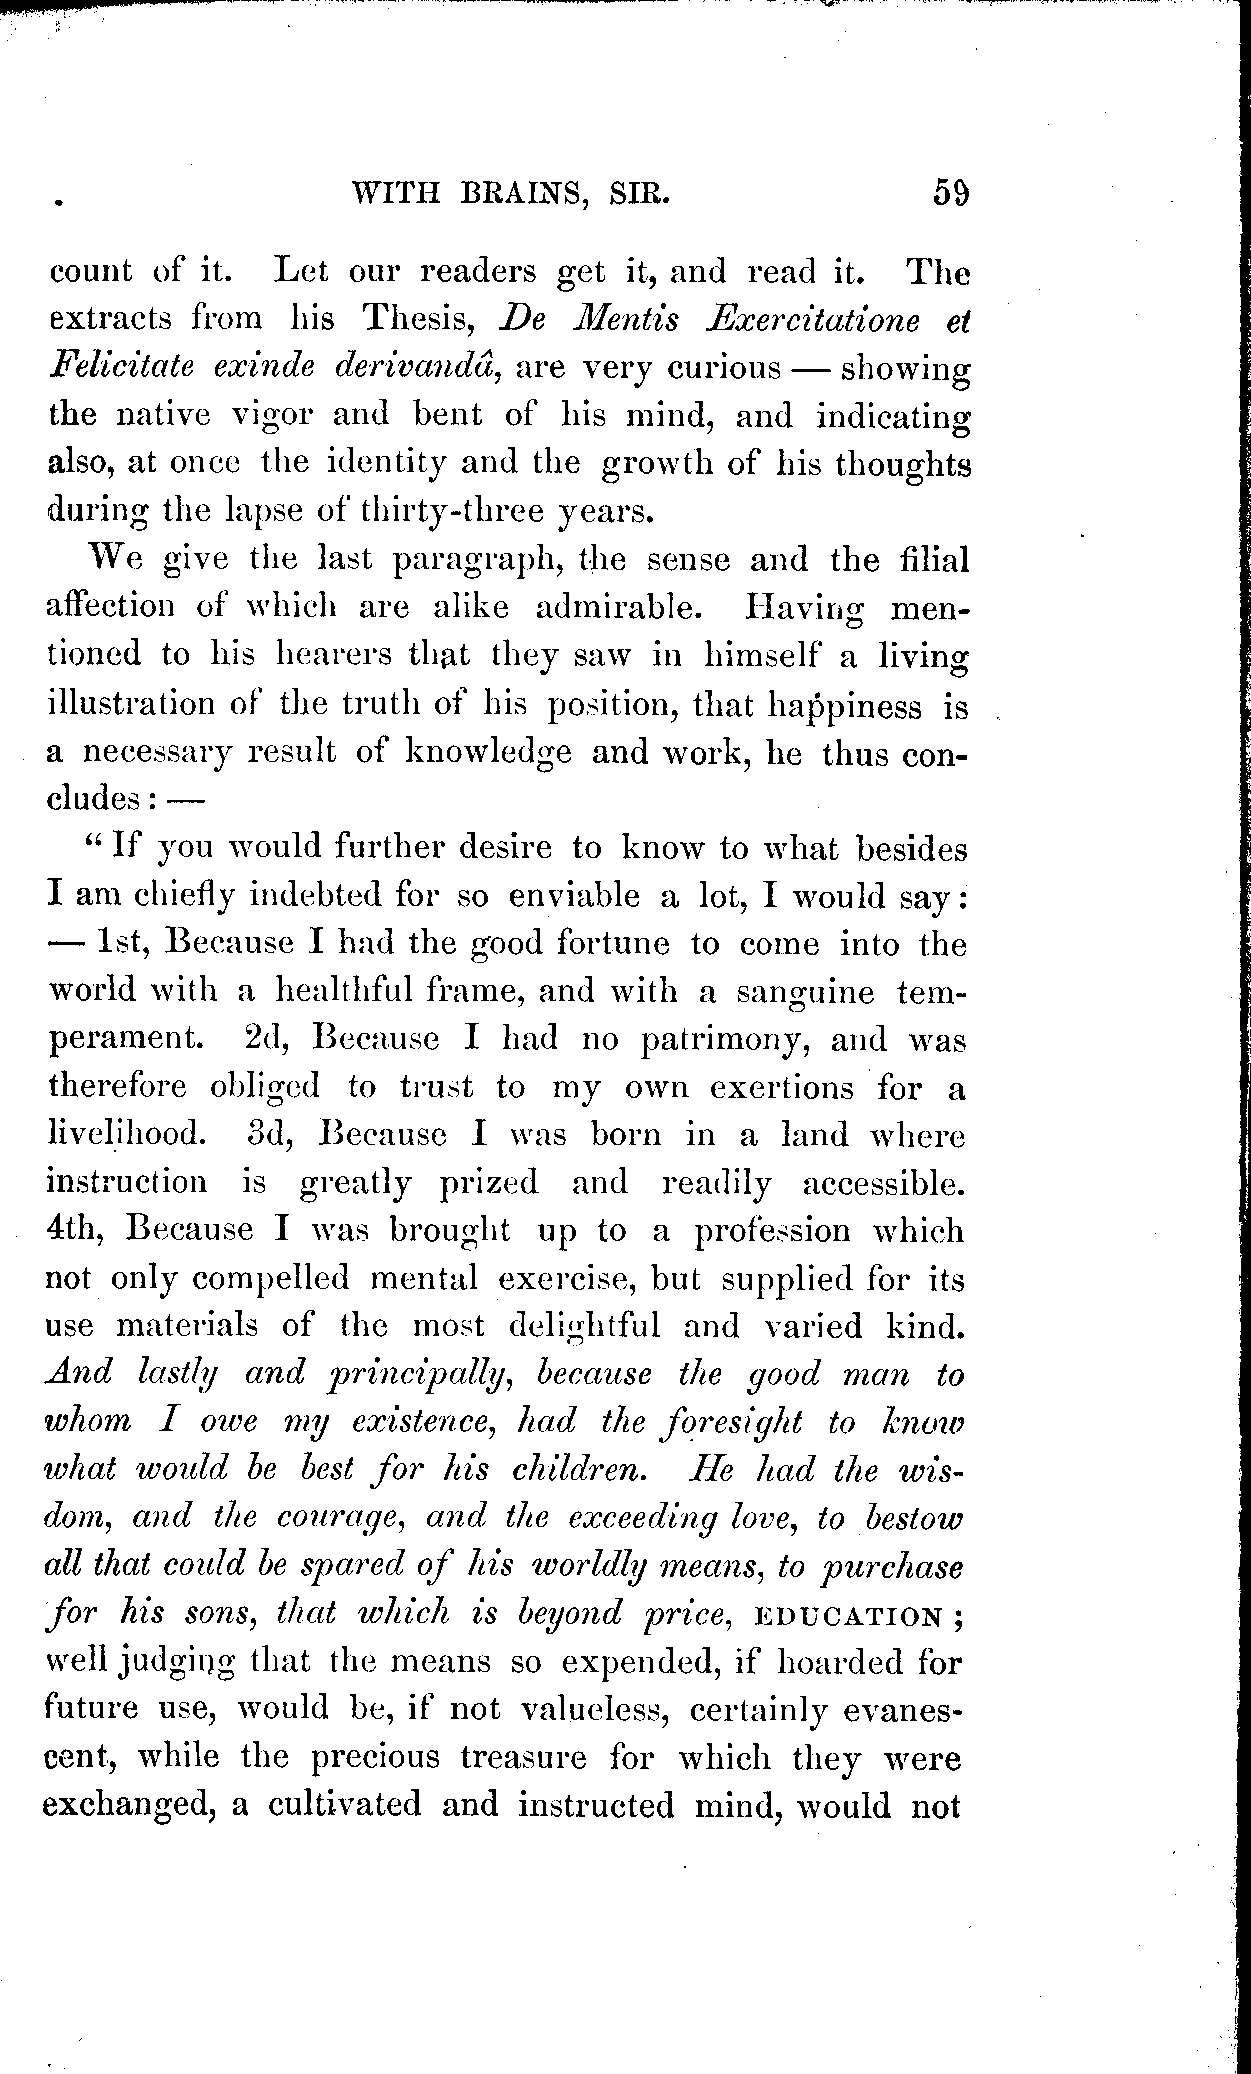 WITH BRAINS, SIR. 59
count of it. Let our readers get it, and read it. The
extracts from his Thesis, De Mentis Exercitatione et
Felicitate exinde derivandâ, are very curious — showing
the native vigor and bent of his mind, and indicating
also, at once the identity and the growth of his thoughts
during the lapse of thirty-three years.
We give the last paragraph, the sense and the filial
affection of which are alike admirable. Having men-
tioned to his hearers that they saw in himself a living
illustration of the truth of his position, that happiness is
a necessary result of knowledge and work, he thus con-
cludes : —
“ If you would further desire to know to what besides
I am chiefly indebted for so enviable a lot, I would say :
— 1st, Because I had the good fortune to come into the
world with a healthful frame, and with a sanguine tem-
perament. 2d, Because I had no patrimony, and was
therefore obliged to trust to my own exertions for a
livelihood. 3d, Because I was born in a land where
instruction is greatly prized and readily accessible.
4th, Because I was brought up to a profession which
not only compelled mental exercise, but supplied for its
use materials of the most delightful and varied kind.
And lastly and principally, because the good man to
whom I owe my existence, had the foresight to know
what would be best for his children. He had the wis-
dom, and the courage, and the exceeding love, to bestow
all that could be spared of his worldly means, to purchase
for his sons, that which is beyond price, EDUCATION ;
well judging that the means so expended, if hoarded for
future use, would be, if not valueless, certainly evanes-
cent, while the precious treasure for which they were
exchanged, a cultivated and instructed mind, would not